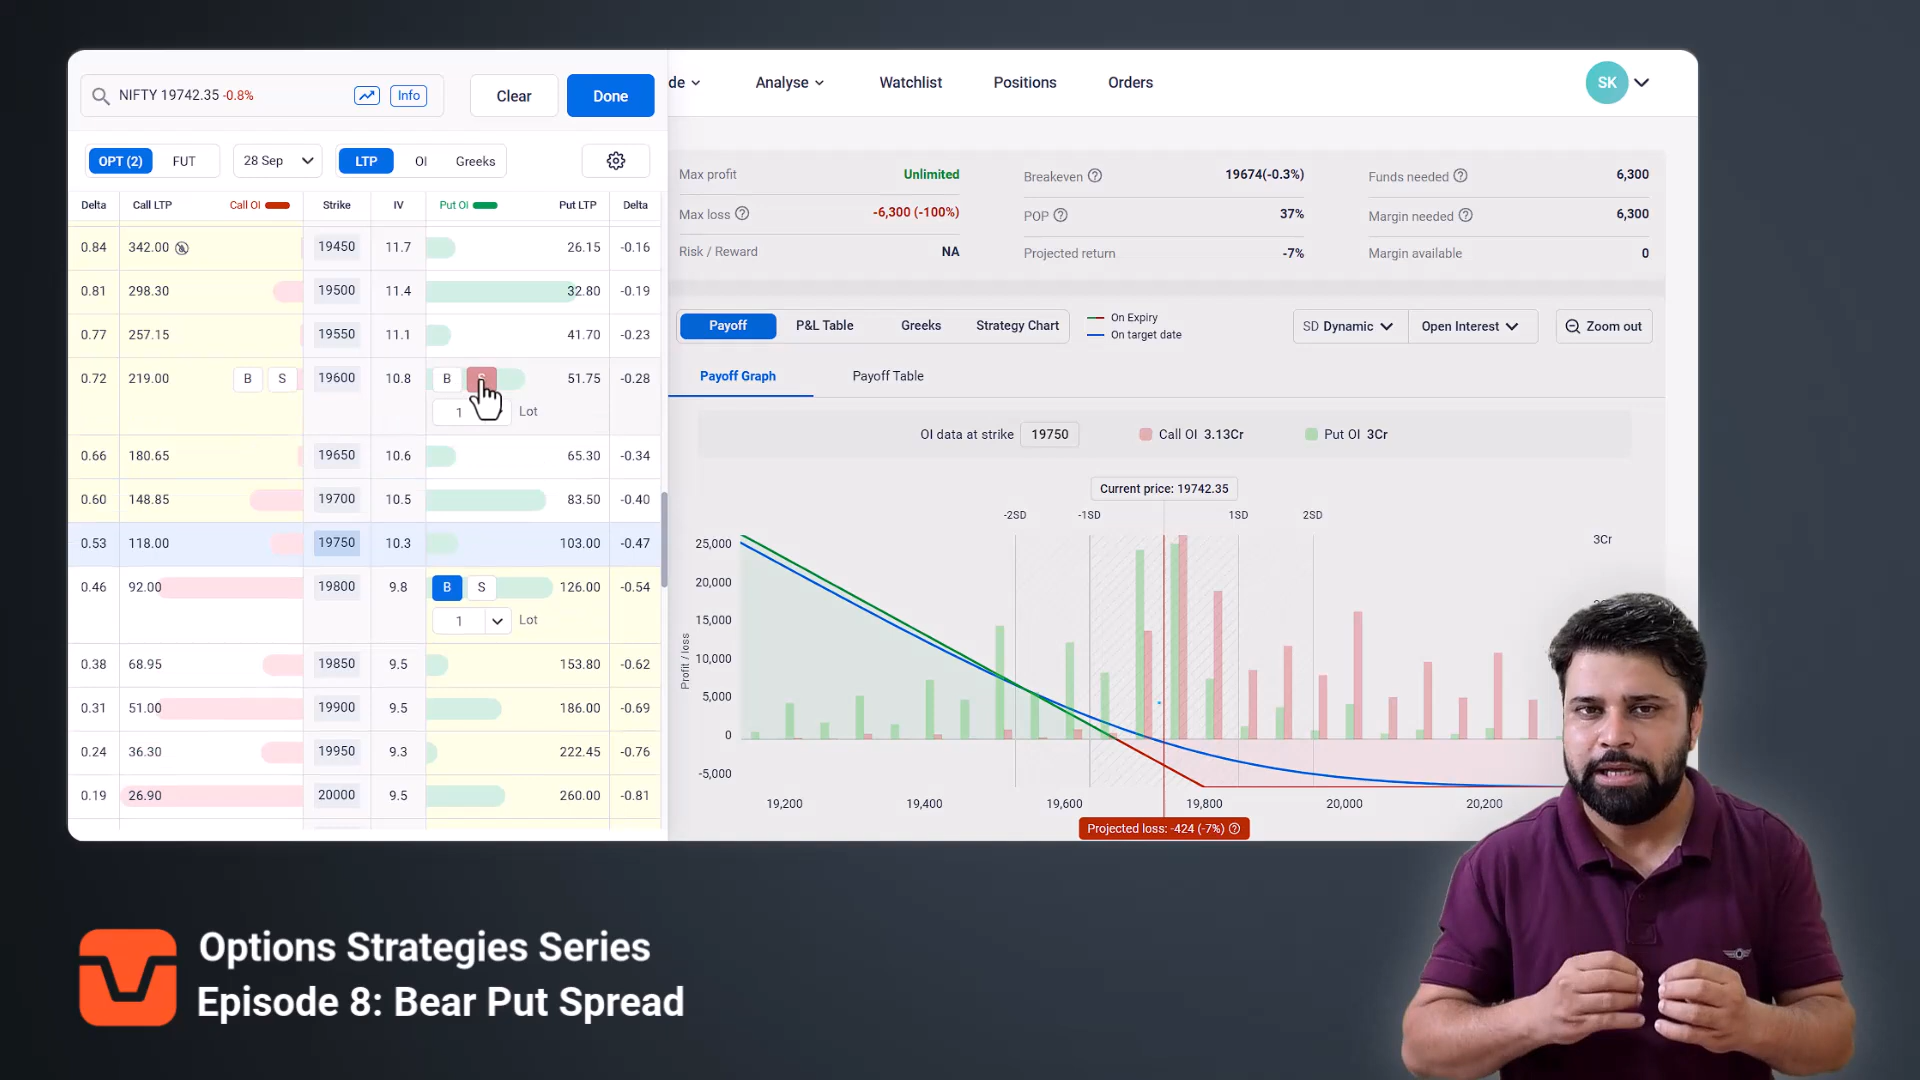 NIFTY 19742.35 -0.8% Info Clear Done
de Analyse Watchlist Positions Orders SK
OPT (2) FUT 28 Sep LTP OI Greeks
Delta Call LTP Call OI Strike IV Put OI Put LTP Delta
0.84 342.00 19450 11.7 26.15 -0.16
0.81 298.30 19500 11.4 32.80 -0.19
0.77 257.15 19550 11.1 41.70 -0.23
0.72 219.00 B S 19600 10.8 B S 51.75 -0.28
1 Lot
0.66 180.65 19650 10.6 65.30 -0.34
0.60 148.85 19700 10.5 83.50 -0.40
0.53 118.00 19750 10.3 103.00 -0.47
0.46 92.00 19800 9.8 B S 126.00 -0.54
1 Lot
0.38 68.95 19850 9.5 153.80 -0.62
0.31 51.00 19900 9.5 186.00 -0.69
0.24 36.30 19950 9.3 222.45 -0.76
0.19 26.90 20000 9.5 260.00 -0.81
Max profit Unlimited Breakeven 19674(-0.3%) Funds needed 6,300
Max loss -6,300 (-100%) POP 37% Margin needed 6,300
Risk / Reward NA Projected return -7% Margin available 0
Payoff P&L Table Greeks Strategy Chart
On Expiry
On target date
SD Dynamic Open Interest Zoom out
Payoff Graph Payoff Table
OI data at strike 19750 Call OI 3.13Cr Put OI 3Cr
Current price: 19742.35
-2SD -1SD 1SD 2SD
25,000
20,000
15,000
10,000
5,000
0
-5,000
Profit / loss
3Cr
19,200 19,400 19,600 19,800 20,000 20,200
Projected loss: -424 (-7%)
Options Strategies Series
Episode 8: Bear Put Spread